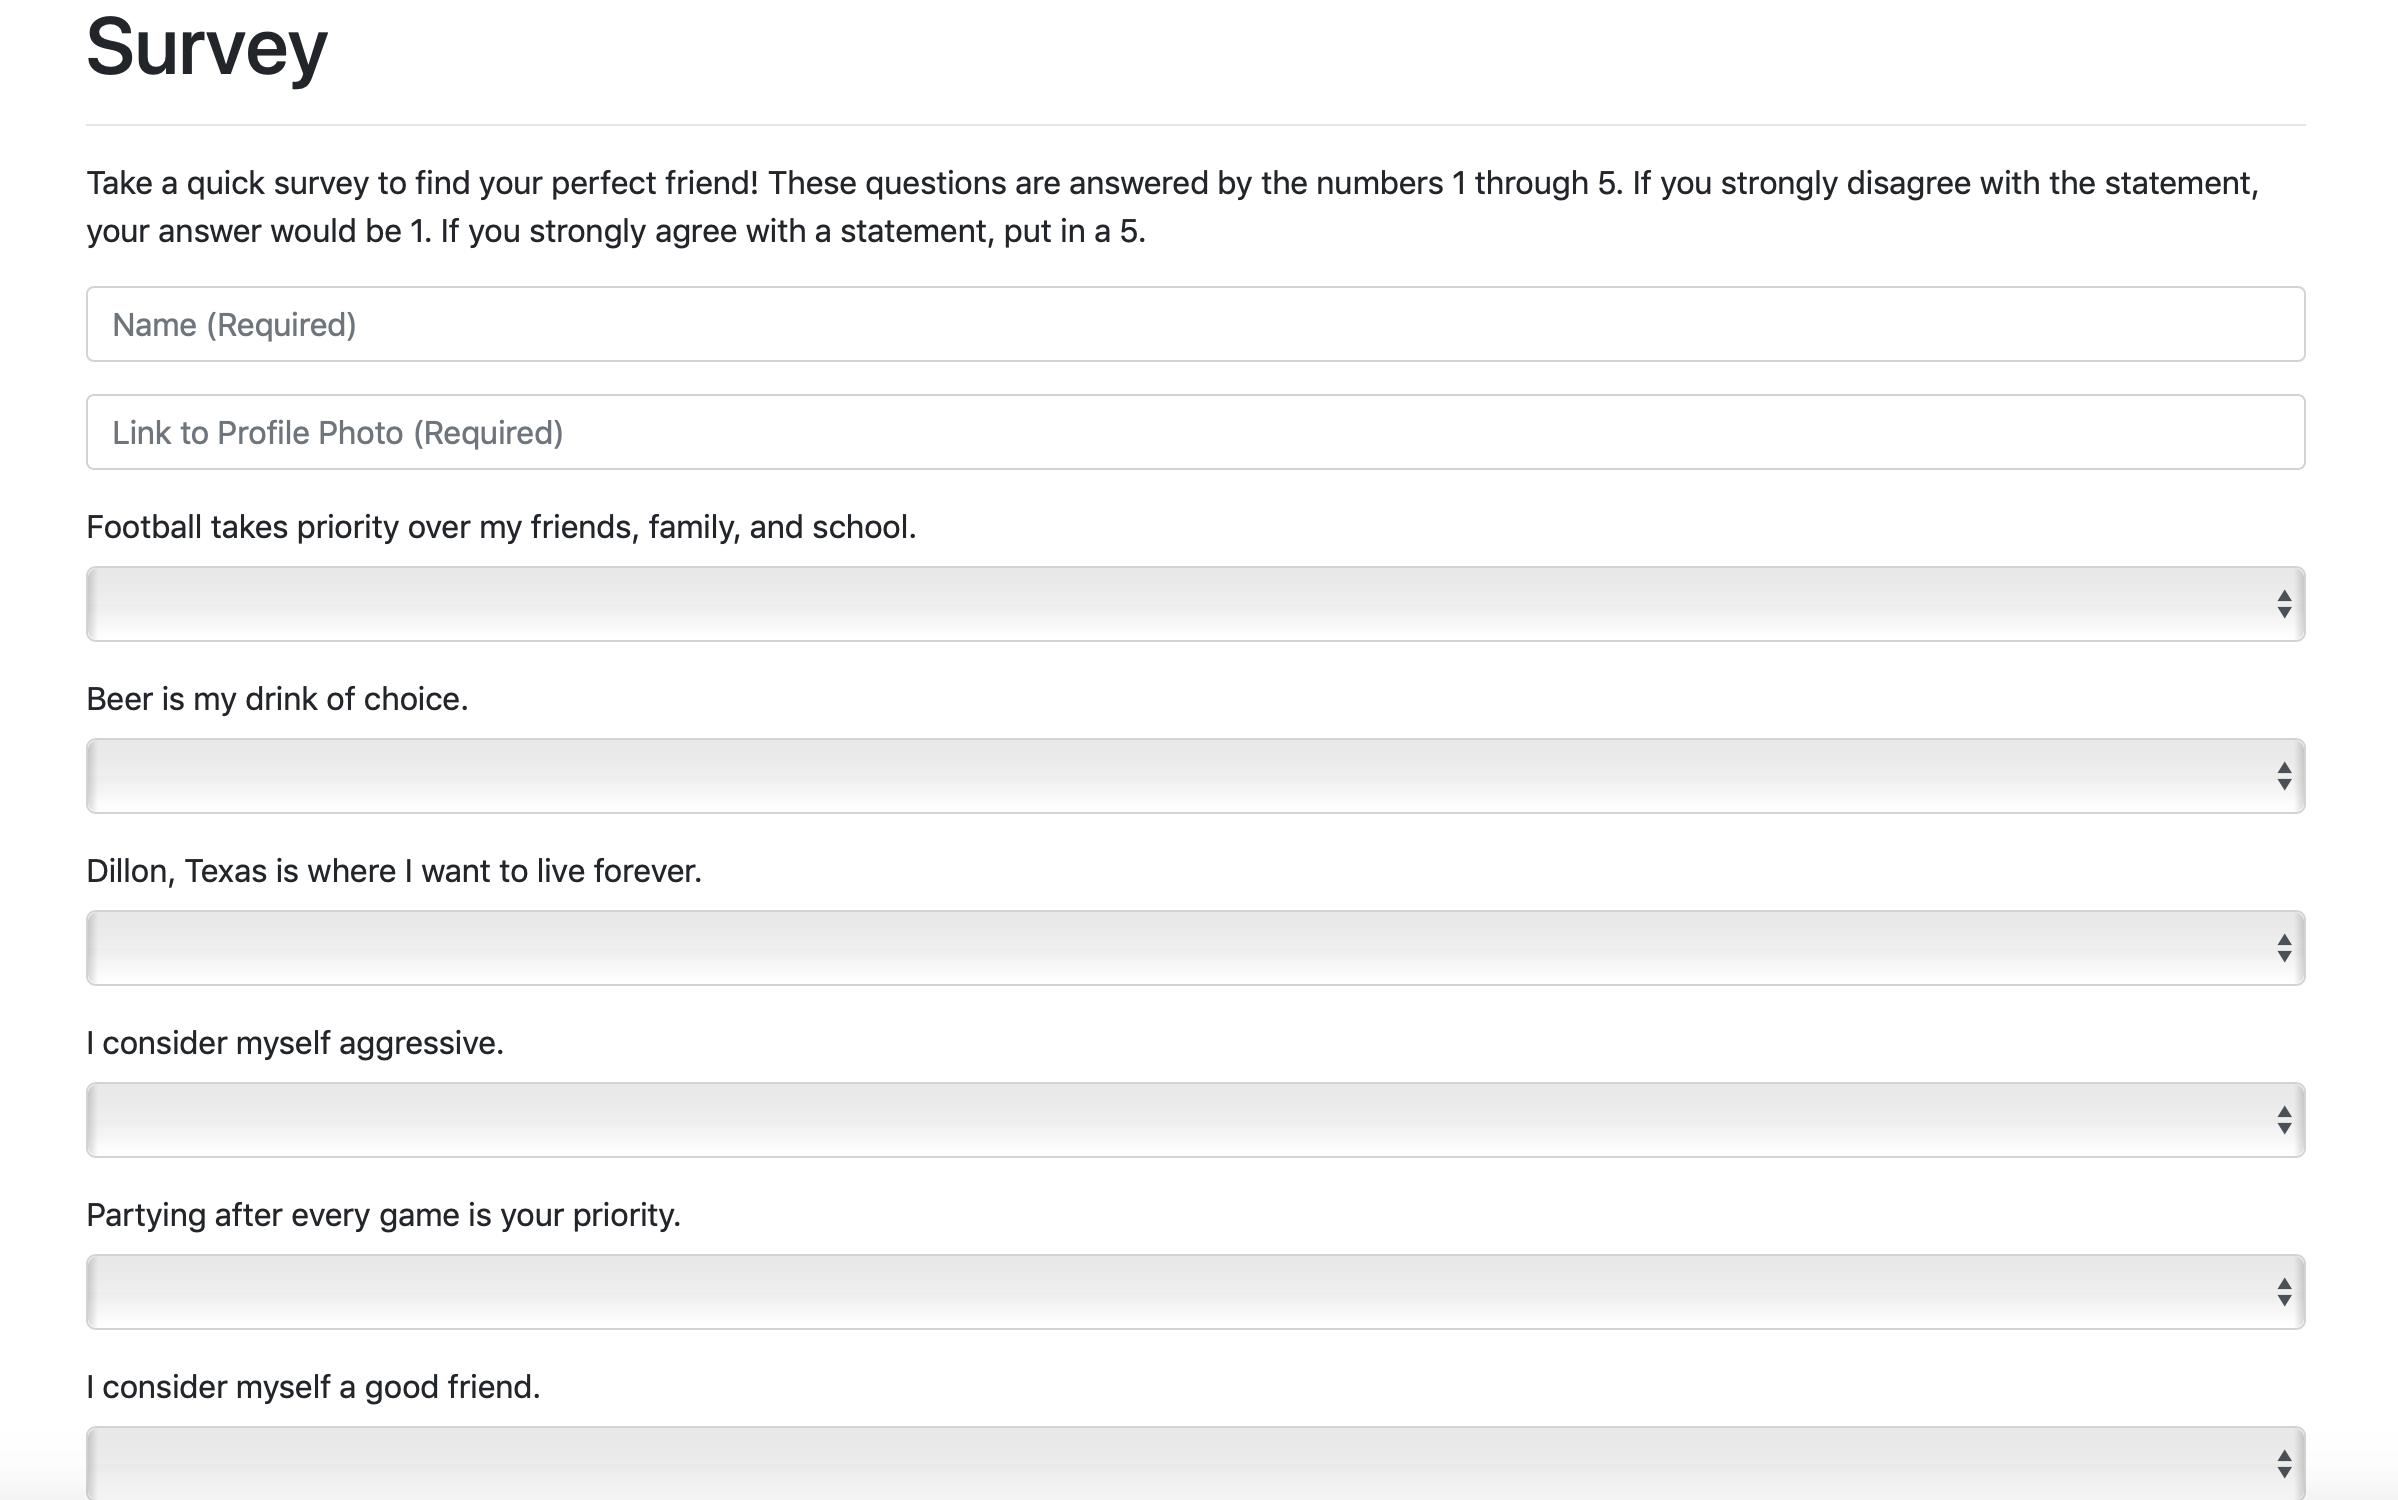 Survey
Take a quick survey to find your perfect friend! These questions are answered by the numbers 1 through 5. If you strongly disagree with the statement,
your answer would be 1. If you strongly agree with a statement, put in a 5.
Name (Required)
Link to Profile Photo (Required)
Football takes priority over my friends, family, and school.
Beer is my drink of choice.
Dillon, Texas is where I want to live forever.
I consider myself aggressive.
Partying after every game is your priority.
I consider myself a good friend.